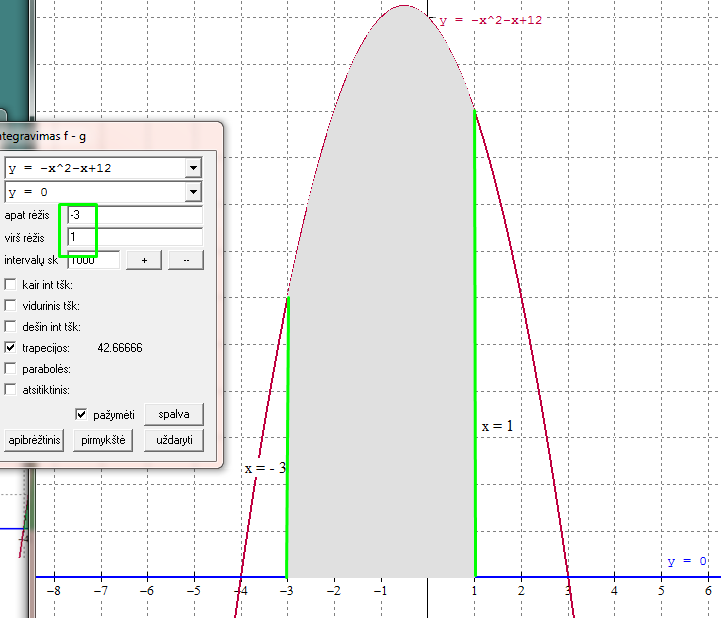 y = -x^2-x+12
ntegravimas f - g
y = -x^2-x+12
y = 0
apat rėžis -3
virš rėžis 1
intervalų sk 1000 + --
kair int tšk:
vidurinis tšk:
dešin int tšk:
trapecijos: 42.66666
parabolės:
atsitiktinis:
pažymėti spalva
apibrėžtinis pirmykštė uždaryti
x = 1
x = - 3
y = 0
-8 -7 -6 -5 -4 -3 -2 -1 1 2 3 4 5 6